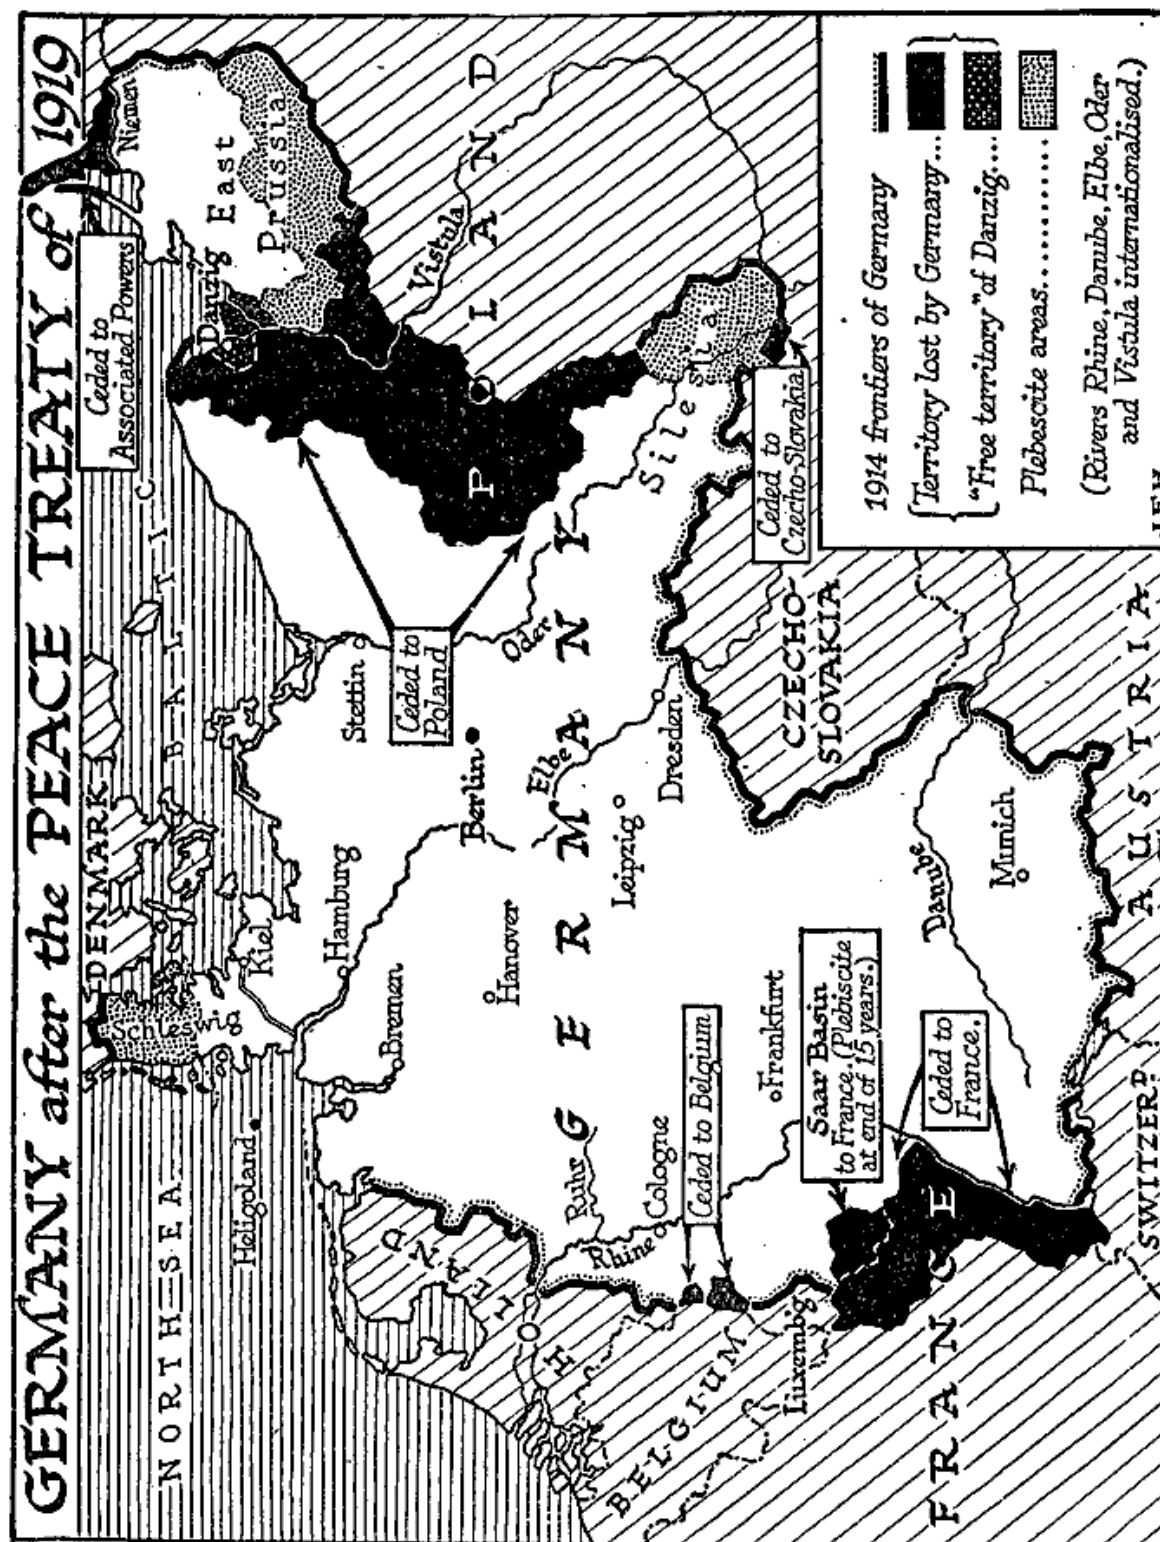 GERMANY after the PEACE TREATY of 1919
NORTH SEA
DENMARK
BALTIC
Ceded to
Associated Powers
Niemen
Schleswig
Heligoland
Kiel
Hamburg
Bremen
Stettin
Danzig
East
Prussia
HOLLAND
Hanover
Berlin
Ceded to
Poland
Oder
Vistula
POLAND
GERMANY
Ruhr
Rhine
Cologne
Elbe
Leipzig
Dresden
Silesia
BELGIUM
Ceded to Belgium
Luxembig
Frankfurt
Saar Basin
to France. (Plebiscite
at end of 15 years.)
Ceded to
France.
FRANCE
Danube
Munich
CZECHO-
SLOVAKIA
Ceded to
Czecho-Slovakia
SWITZERD
AUSTRIA
1914 frontiers of Germany
Territory lost by Germany...
"Free territory" of Danzig....
Plebescite areas............
(Rivers Rhine, Danube, Elbe, Oder
and Vistula internationalised.)